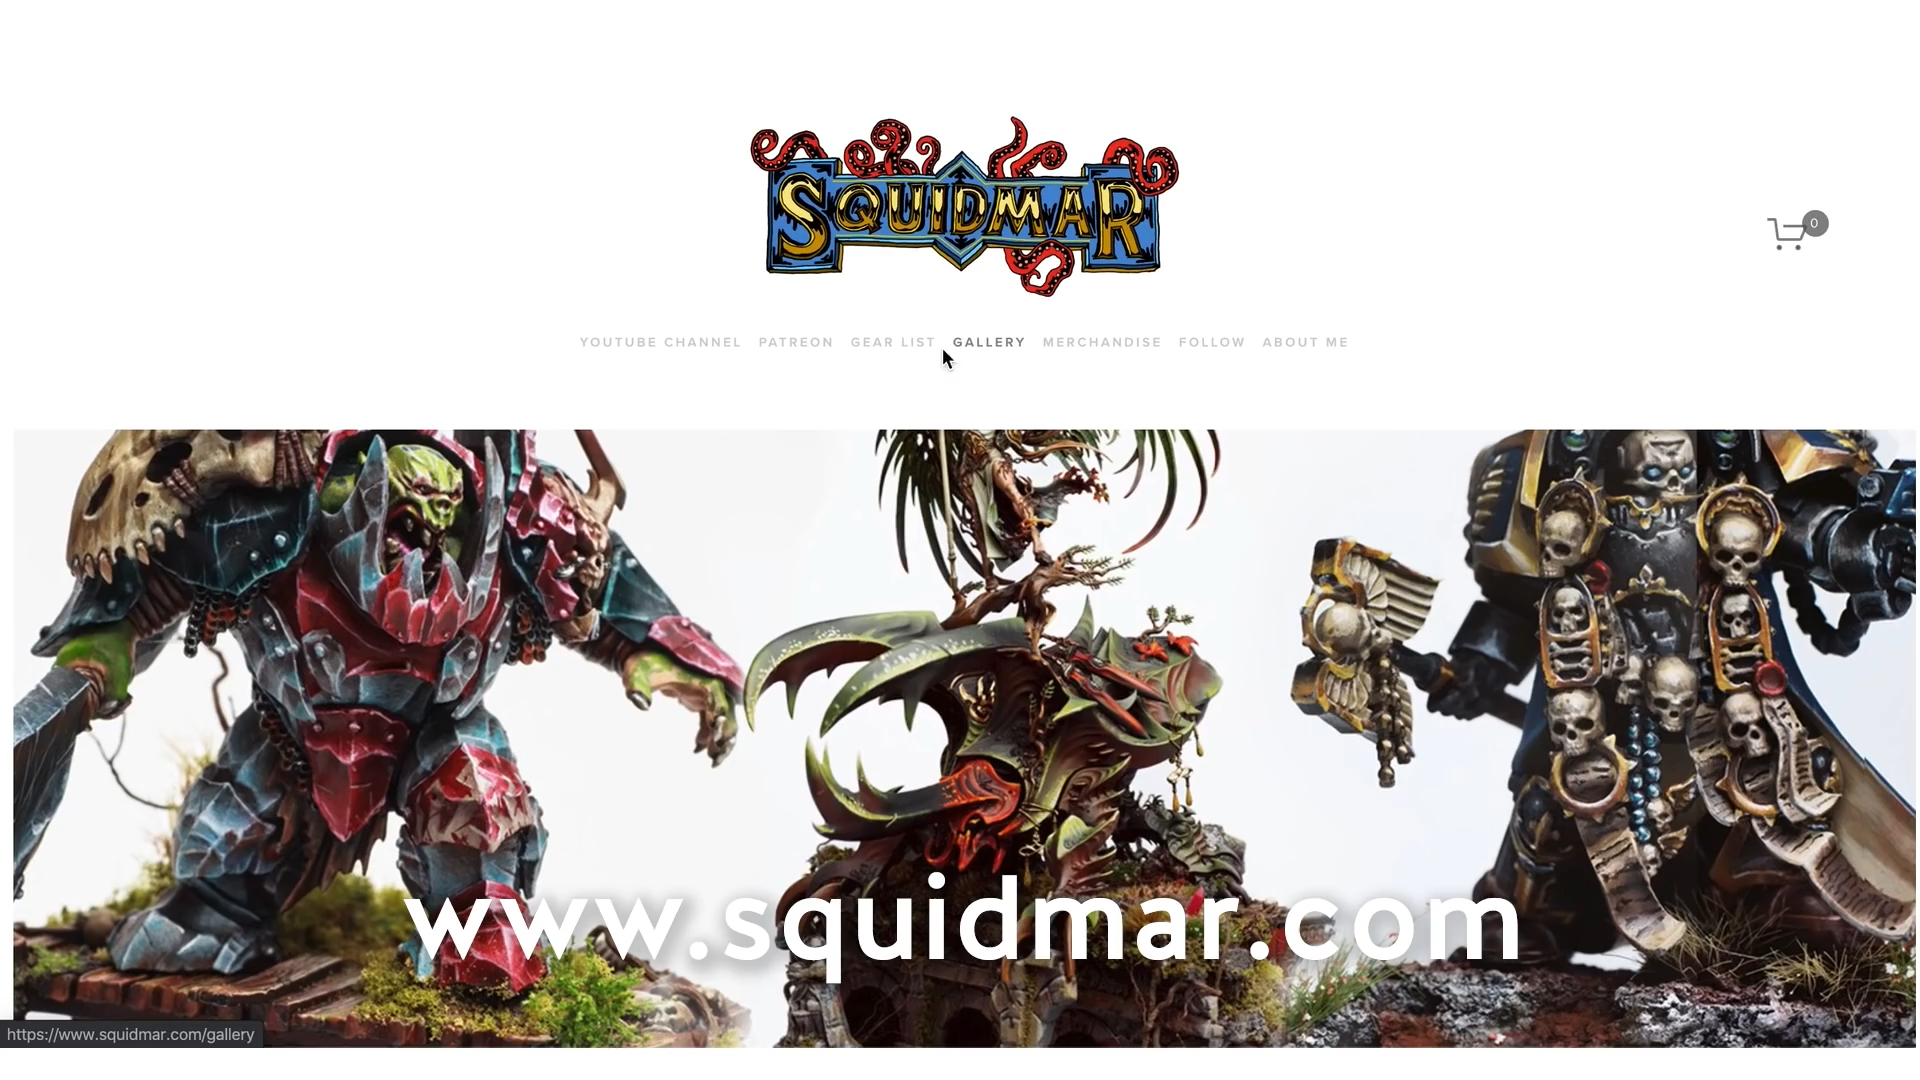 SQUIDMAR
0
YOUTUBE CHANNEL PATREON GEAR LIST GALLERY MERCHANDISE FOLLOW ABOUT ME
www.squidmar.com
https://www.squidmar.com/gallery